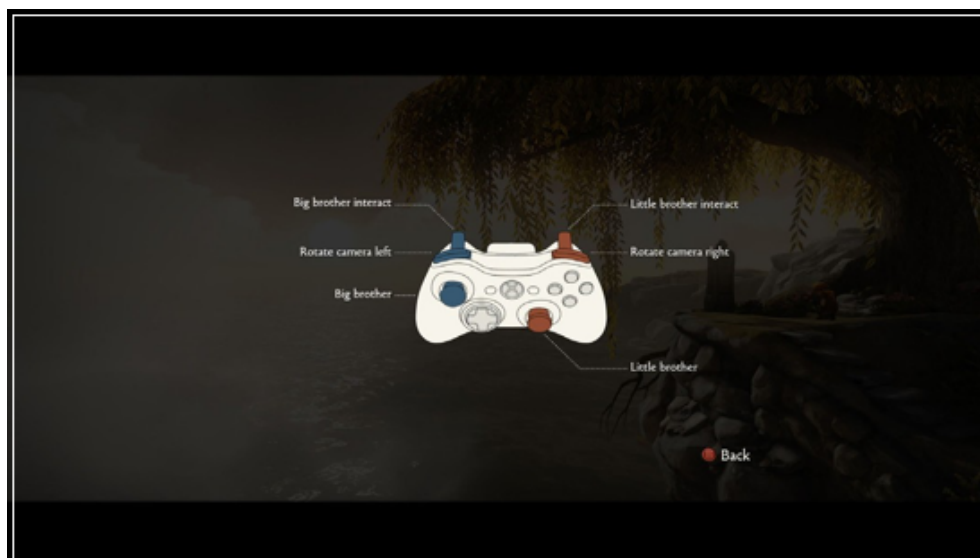 Big brother interact
Little brother interact
Rotate camera left
Rotate camera right
Big brother
Little brother
Back